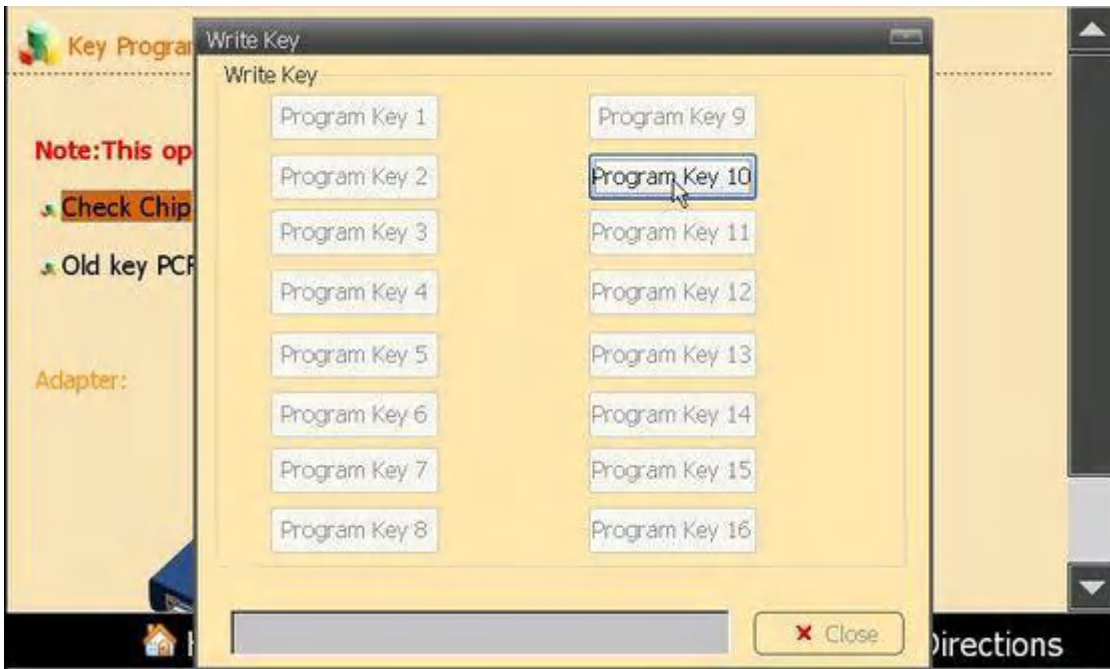 Key Program
Write Key
Write Key
Program Key 1
Program Key 2
Program Key 3
Program Key 4
Program Key 5
Program Key 6
Program Key 7
Program Key 8
Program Key 9
Program Key 10
Program Key 11
Program Key 12
Program Key 13
Program Key 14
Program Key 15
Program Key 16
Note:This op
Check Chip
Old key PCF
Adapter:
Close
Directions